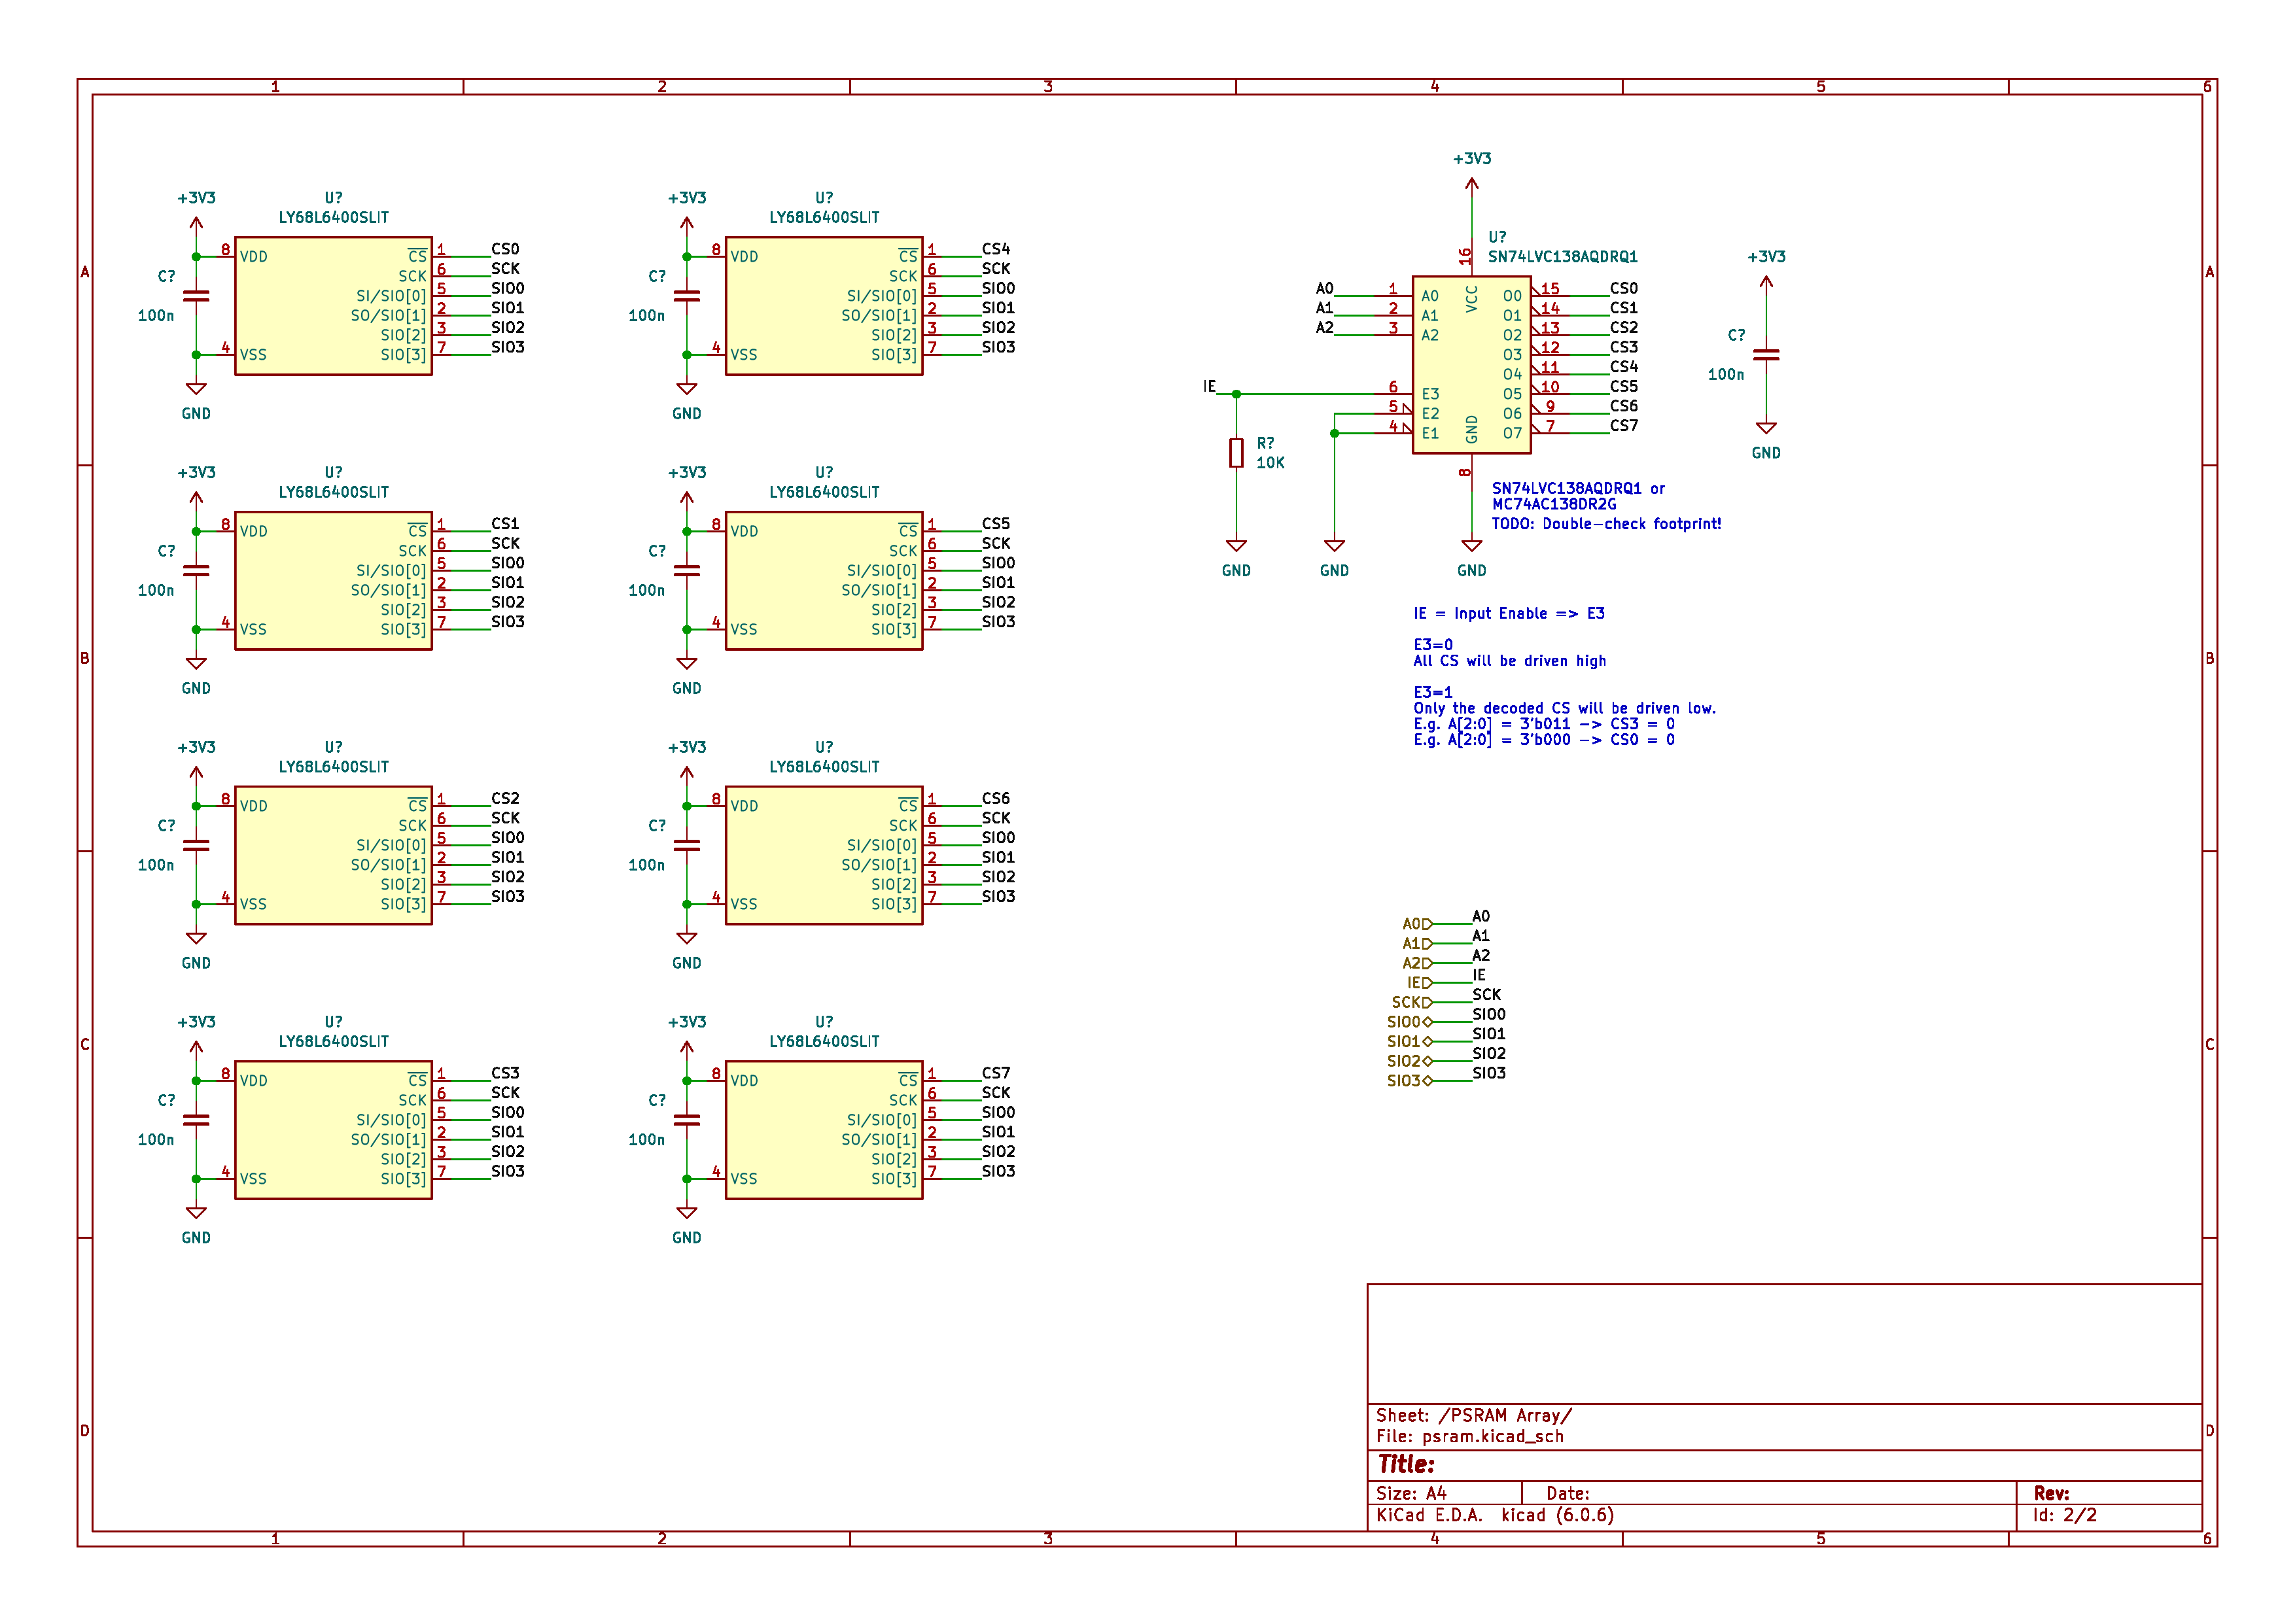 1 2 3 4 5 6
A A
B B
C C
D D
1 2 3 4 5 6
+3V3
U?
LY68L6400SLIT
C?
100n
8 VDD
4 VSS
GND
CS 1 CS0
SCK 6 SCK
SI/SIO[0] 5 SIO0
SO/SIO[1] 2 SIO1
SIO[2] 3 SIO2
SIO[3] 7 SIO3
+3V3
U?
LY68L6400SLIT
C?
100n
8 VDD
4 VSS
GND
CS 1 CS4
SCK 6 SCK
SI/SIO[0] 5 SIO0
SO/SIO[1] 2 SIO1
SIO[2] 3 SIO2
SIO[3] 7 SIO3
+3V3
U?
LY68L6400SLIT
C?
100n
8 VDD
4 VSS
GND
CS 1 CS1
SCK 6 SCK
SI/SIO[0] 5 SIO0
SO/SIO[1] 2 SIO1
SIO[2] 3 SIO2
SIO[3] 7 SIO3
+3V3
U?
LY68L6400SLIT
C?
100n
8 VDD
4 VSS
GND
CS 1 CS5
SCK 6 SCK
SI/SIO[0] 5 SIO0
SO/SIO[1] 2 SIO1
SIO[2] 3 SIO2
SIO[3] 7 SIO3
+3V3
U?
LY68L6400SLIT
C?
100n
8 VDD
4 VSS
GND
CS 1 CS2
SCK 6 SCK
SI/SIO[0] 5 SIO0
SO/SIO[1] 2 SIO1
SIO[2] 3 SIO2
SIO[3] 7 SIO3
+3V3
U?
LY68L6400SLIT
C?
100n
8 VDD
4 VSS
GND
CS 1 CS6
SCK 6 SCK
SI/SIO[0] 5 SIO0
SO/SIO[1] 2 SIO1
SIO[2] 3 SIO2
SIO[3] 7 SIO3
+3V3
U?
LY68L6400SLIT
C?
100n
8 VDD
4 VSS
GND
CS 1 CS3
SCK 6 SCK
SI/SIO[0] 5 SIO0
SO/SIO[1] 2 SIO1
SIO[2] 3 SIO2
SIO[3] 7 SIO3
+3V3
U?
LY68L6400SLIT
C?
100n
8 VDD
4 VSS
GND
CS 1 CS7
SCK 6 SCK
SI/SIO[0] 5 SIO0
SO/SIO[1] 2 SIO1
SIO[2] 3 SIO2
SIO[3] 7 SIO3
+3V3
U?
SN74LVC138AQDRQ1
16
VCC
A0 1 A0
A1 2 A1
A2 3 A2
IE 6 E3
5 E2
4 E1
O0 15 CS0
O1 14 CS1
O2 13 CS2
O3 12 CS3
O4 11 CS4
O5 10 CS5
O6 9 CS6
O7 7 CS7
GND
8
R?
10K
GND
GND
GND
+3V3
C?
100n
GND
SN74LVC138AQDRQ1 or
MC74AC138DR2G
TODO: Double-check footprint!
IE = Input Enable => E3
E3=0
All CS will be driven high
E3=1
Only the decoded CS will be driven low.
E.g. A[2:0] = 3'b011 -> CS3 = 0
E.g. A[2:0] = 3'b000 -> CS0 = 0
A0 A0
A1 A1
A2 A2
IE IE
SCK SCK
SIO0 SIO0
SIO1 SIO1
SIO2 SIO2
SIO3 SIO3
Sheet: /PSRAM Array/
File: psram.kicad_sch
Title:
Size: A4 Date: Rev:
KiCad E.D.A. kicad (6.0.6) Id: 2/2